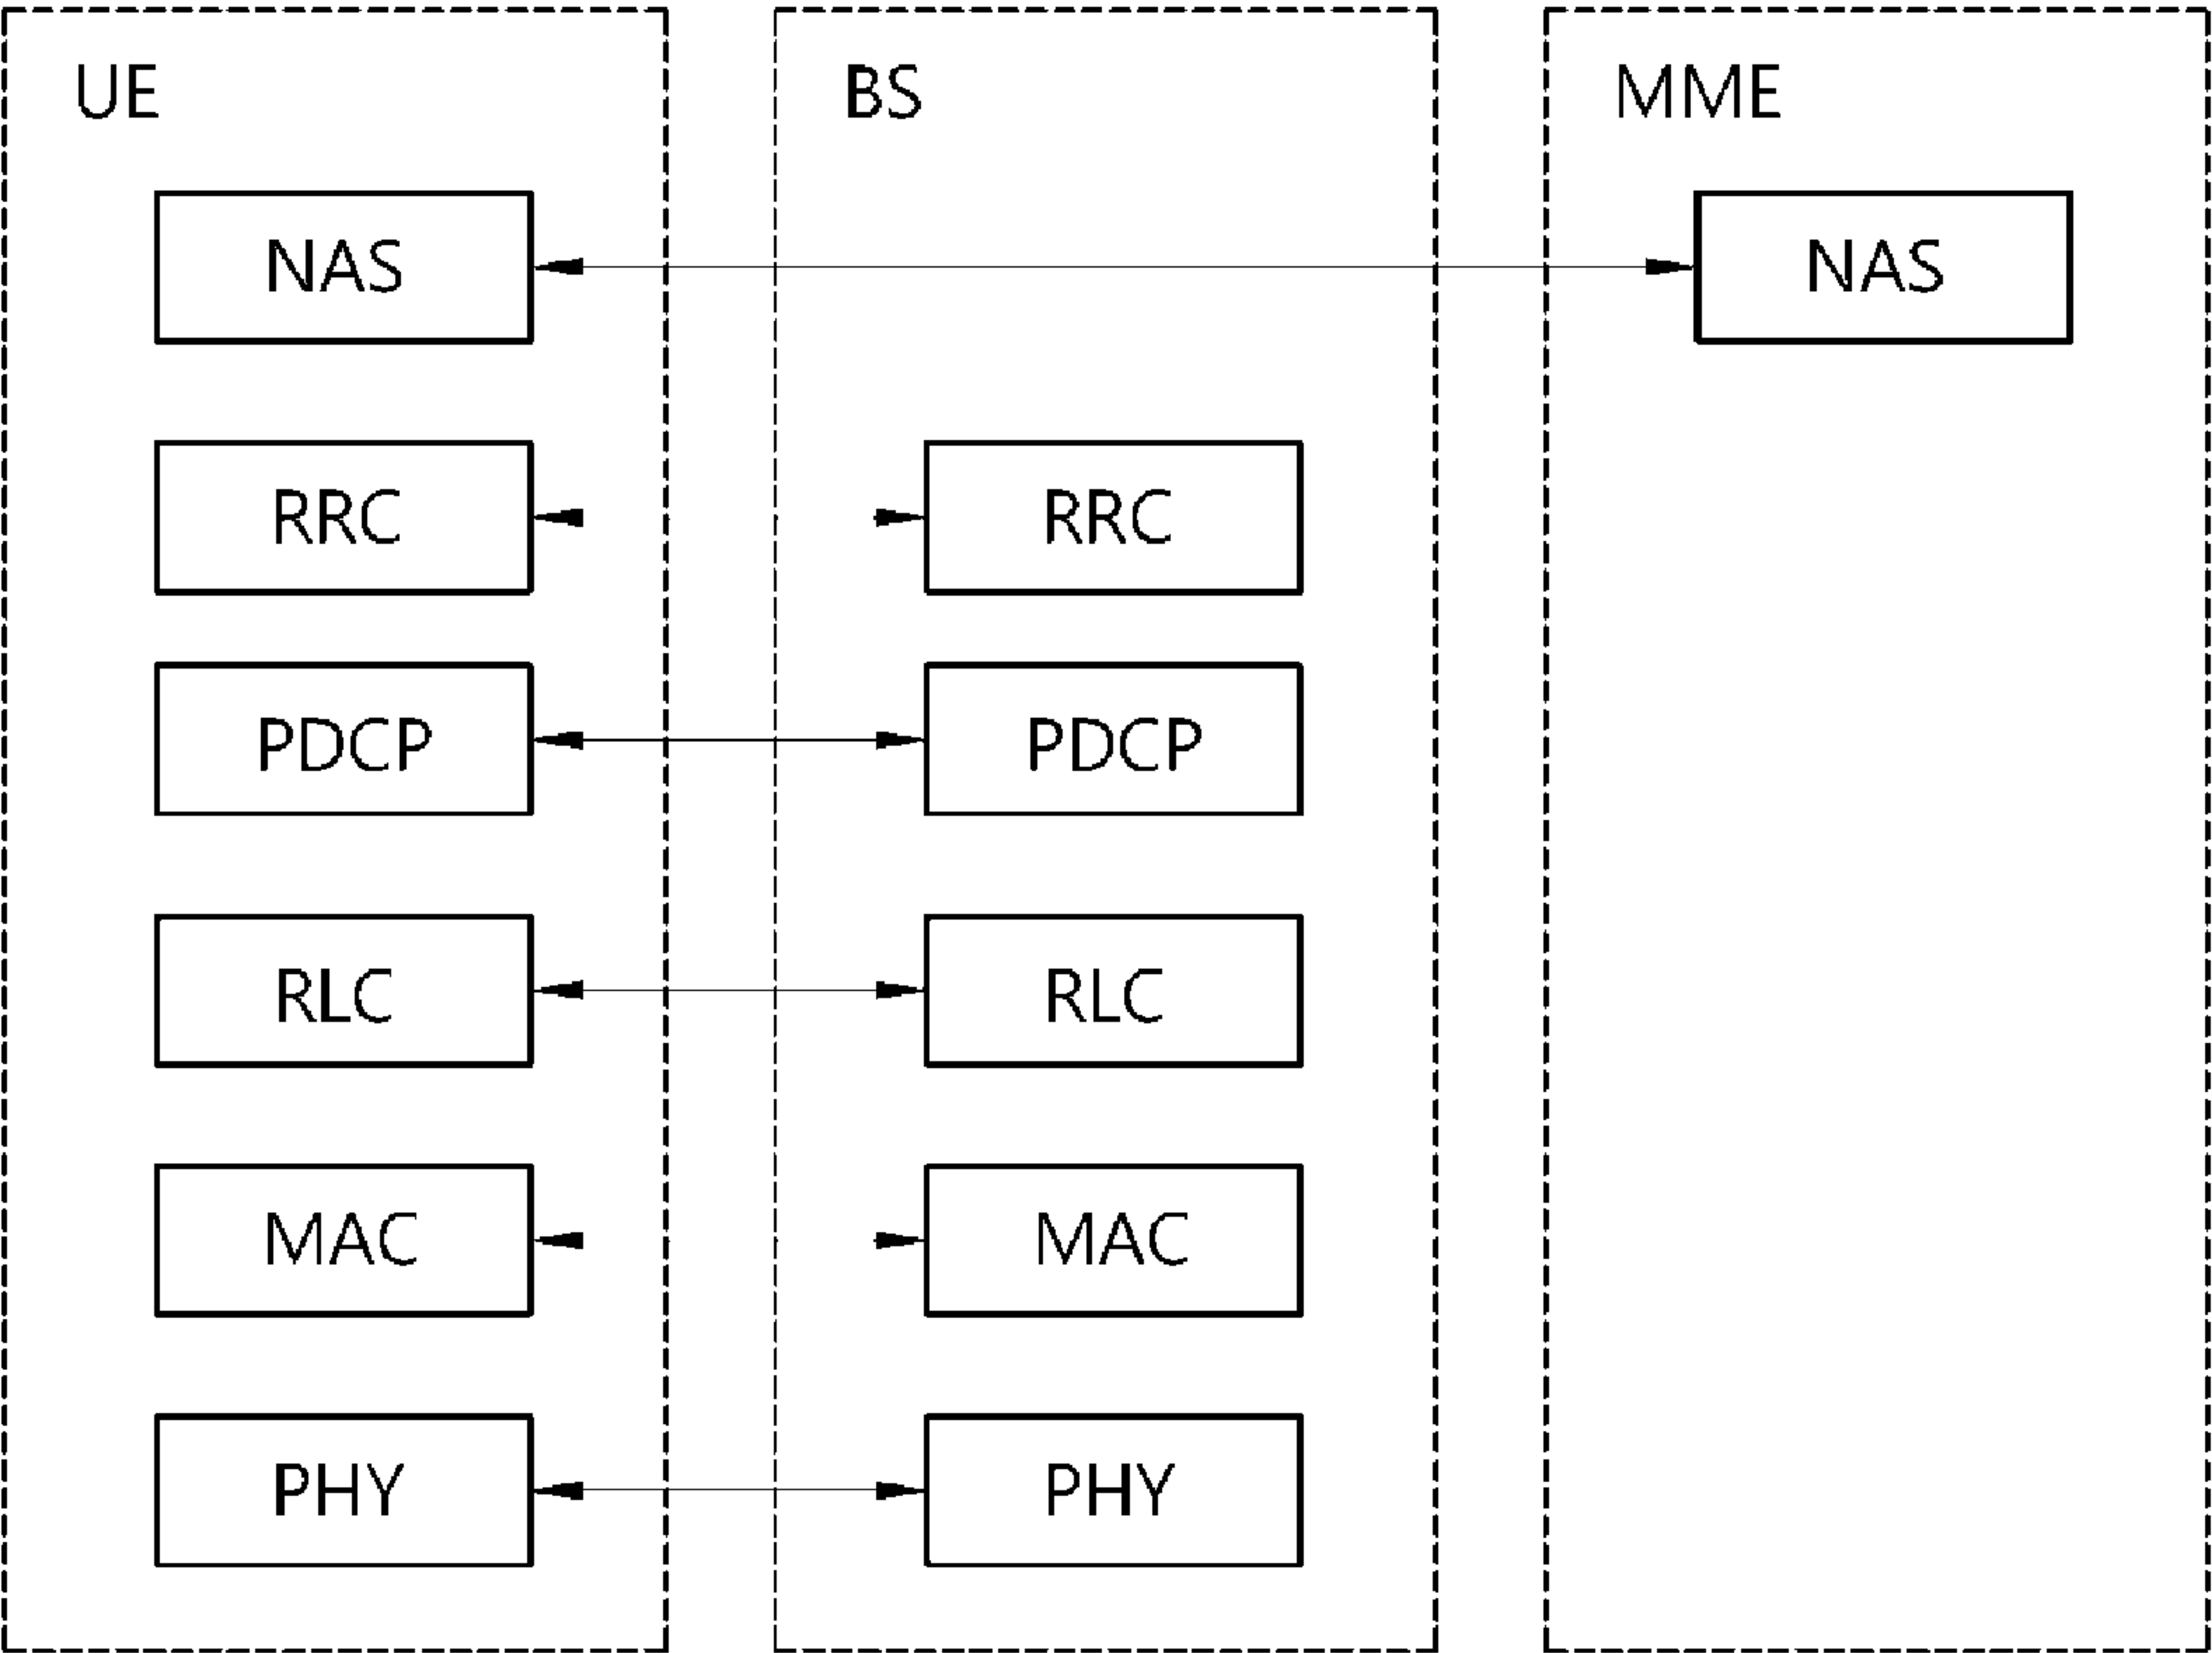 UE BS MME
NAS NAS
RRC RRC
PDCP PDCP
RLC RLC
MAC MAC
PHY PHY